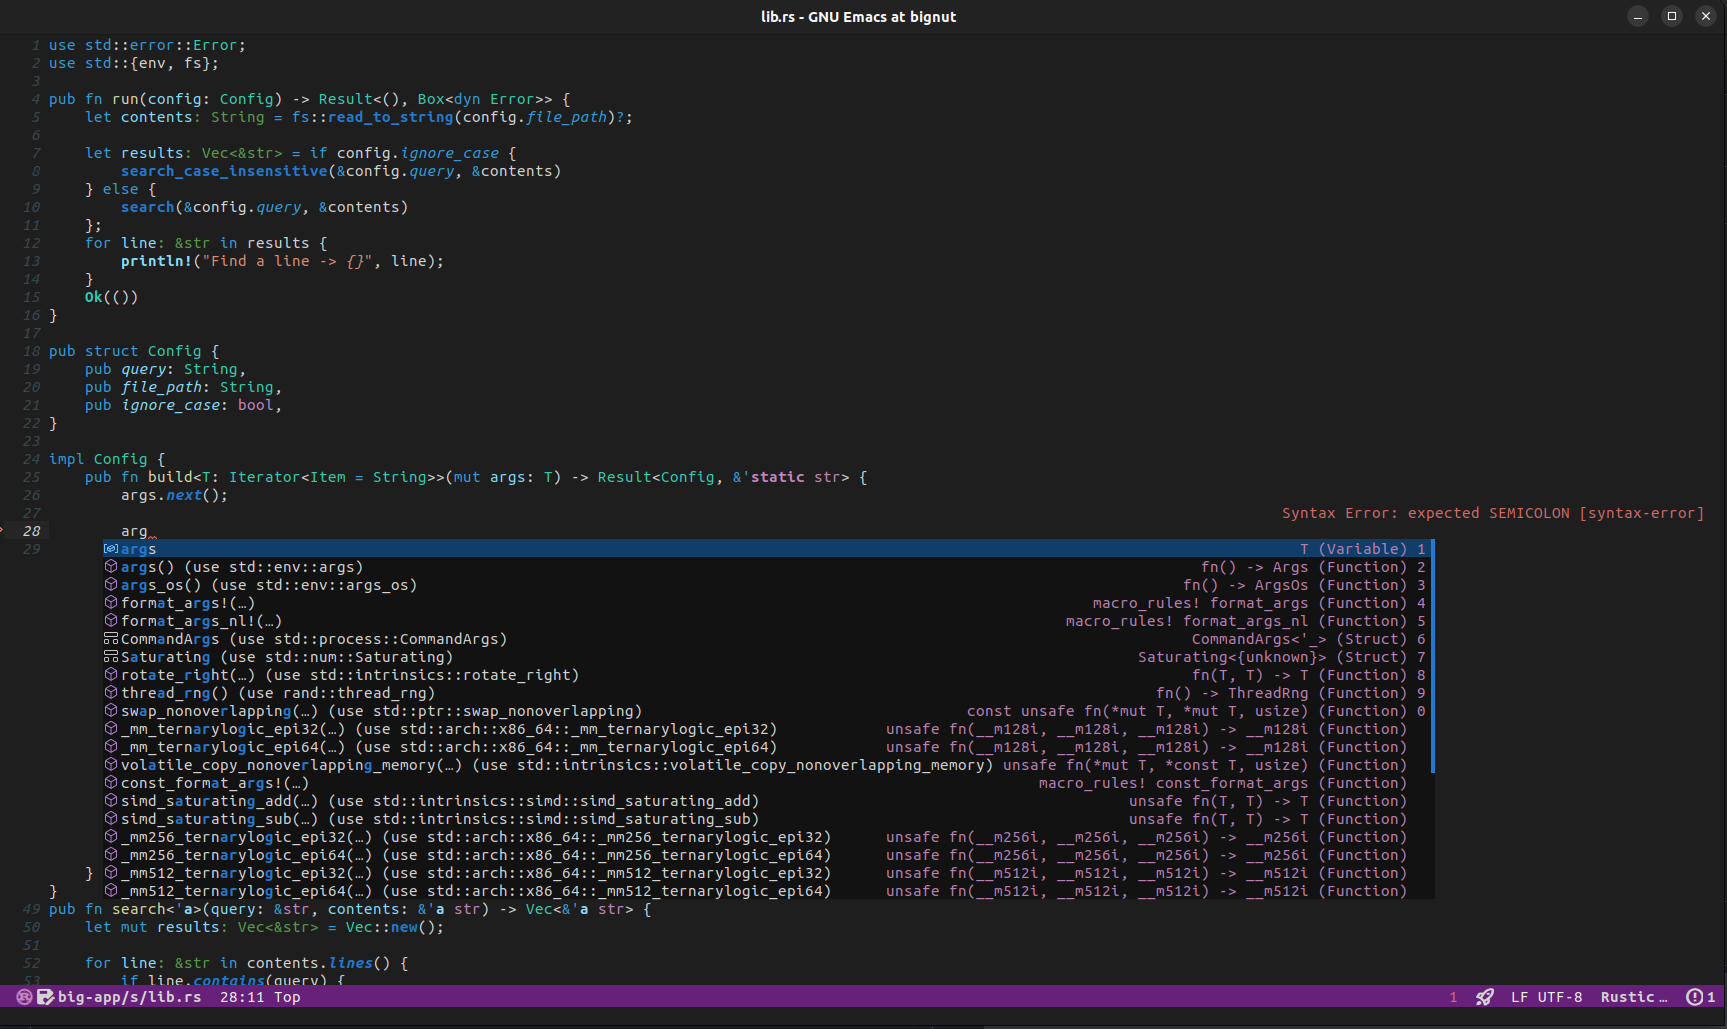 lib.rs - GNU Emacs at bignut
1 use std::error::Error;
2 use std::{env, fs};
3
4 pub fn run(config: Config) -> Result<(), Box<dyn Error>> {
5 let contents: String = fs::read_to_string(config.file_path)?;
6
7 let results: Vec<&str> = if config.ignore_case {
8 search_case_insensitive(&config.query, &contents)
9 } else {
10 search(&config.query, &contents)
11 };
12 for line: &str in results {
13 println!("Find a line -> {}", line);
14 }
15 Ok(())
16 }
17
18 pub struct Config {
19 pub query: String,
20 pub file_path: String,
21 pub ignore_case: bool,
22 }
23
24 impl Config {
25 pub fn build<T: Iterator<Item = String>>(mut args: T) -> Result<Config, &'static str> {
26 args.next();
27 Syntax Error: expected SEMICOLON [syntax-error]
28 arg
29 args T (Variable) 1
args() (use std::env::args) fn() -> Args (Function) 2
args_os() (use std::env::args_os) fn() -> ArgsOs (Function) 3
format_args!(…) macro_rules! format_args (Function) 4
format_args_nl!(…) macro_rules! format_args_nl (Function) 5
CommandArgs (use std::process::CommandArgs) CommandArgs<'_> (Struct) 6
Saturating (use std::num::Saturating) Saturating<{unknown}> (Struct) 7
rotate_right(…) (use std::intrinsics::rotate_right) fn(T, T) -> T (Function) 8
thread_rng() (use rand::thread_rng) fn() -> ThreadRng (Function) 9
swap_nonoverlapping(…) (use std::ptr::swap_nonoverlapping) const unsafe fn(*mut T, *mut T, usize) (Function) 0
_mm_ternarylogic_epi32(…) (use std::arch::x86_64::_mm_ternarylogic_epi32) unsafe fn(__m128i, __m128i, __m128i) -> __m128i (Function)
_mm_ternarylogic_epi64(…) (use std::arch::x86_64::_mm_ternarylogic_epi64) unsafe fn(__m128i, __m128i, __m128i) -> __m128i (Function)
volatile_copy_nonoverlapping_memory(…) (use std::intrinsics::volatile_copy_nonoverlapping_memory) unsafe fn(*mut T, *const T, usize) (Function)
const_format_args!(…) macro_rules! const_format_args (Function)
simd_saturating_add(…) (use std::intrinsics::simd::simd_saturating_add) unsafe fn(T, T) -> T (Function)
simd_saturating_sub(…) (use std::intrinsics::simd::simd_saturating_sub) unsafe fn(T, T) -> T (Function)
_mm256_ternarylogic_epi32(…) (use std::arch::x86_64::_mm256_ternarylogic_epi32) unsafe fn(__m256i, __m256i, __m256i) -> __m256i (Function)
_mm256_ternarylogic_epi64(…) (use std::arch::x86_64::_mm256_ternarylogic_epi64) unsafe fn(__m256i, __m256i, __m256i) -> __m256i (Function)
} _mm512_ternarylogic_epi32(…) (use std::arch::x86_64::_mm512_ternarylogic_epi32) unsafe fn(__m512i, __m512i, __m512i) -> __m512i (Function)
} _mm512_ternarylogic_epi64(…) (use std::arch::x86_64::_mm512_ternarylogic_epi64) unsafe fn(__m512i, __m512i, __m512i) -> __m512i (Function)
49 pub fn search<'a>(query: &str, contents: &'a str) -> Vec<&'a str> {
50 let mut results: Vec<&str> = Vec::new();
51
52 for line: &str in contents.lines() {
53 if line.contains(query) {
big-app/s/lib.rs 28:11 Top 1 LF UTF-8 Rustic… 1